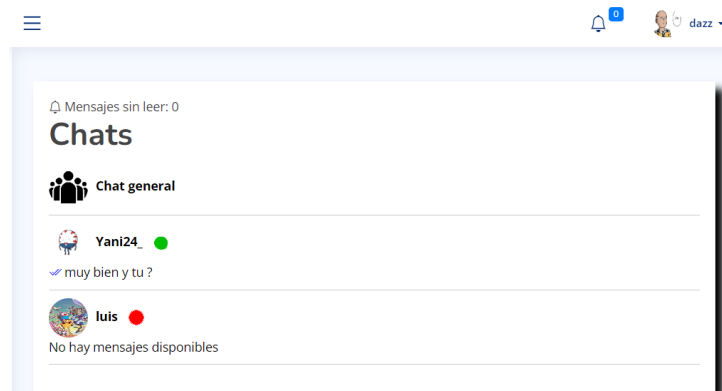 0
dazz
Mensajes sin leer: 0
Chats
Chat general
Yani24_
muy bien y tu ?
luis
No hay mensajes disponibles